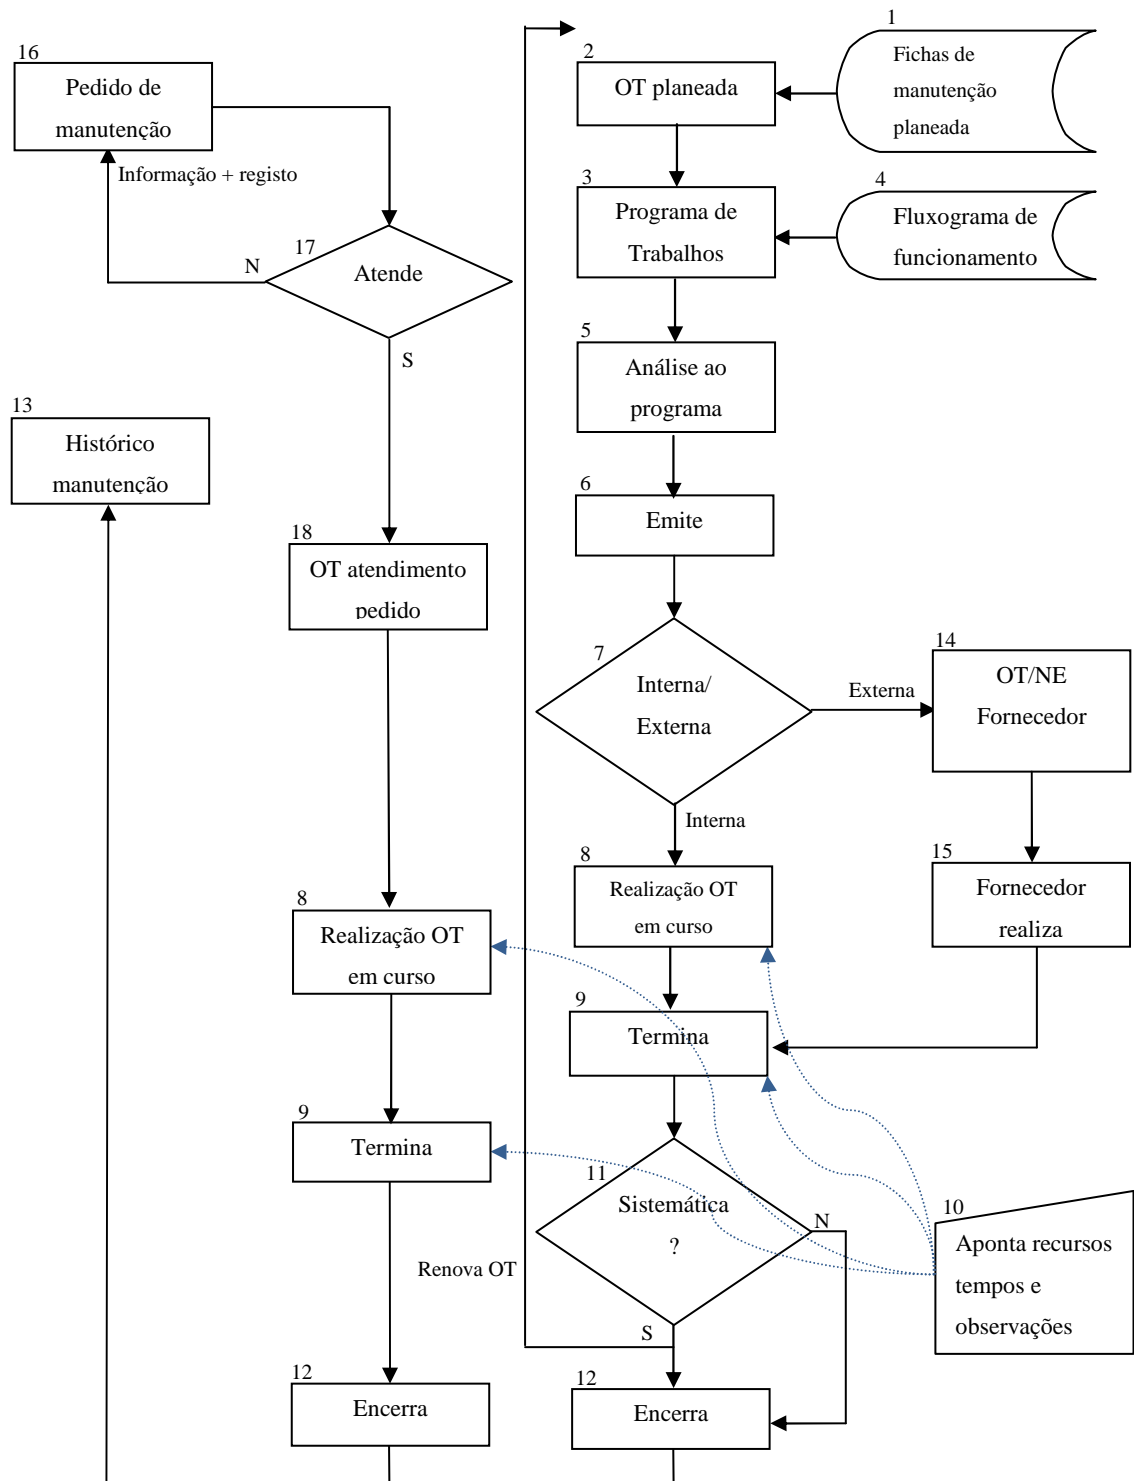 16
Pedido de
manutenção
Informação + registo
17
Atende
N
S
13
Histórico
manutenção
18
OT atendimento
pedido
8
Realização OT
em curso
9
Termina
12
Encerra
1
Fichas de
manutenção
planeada
2
OT planeada
3
Programa de
Trabalhos
4
Fluxograma de
funcionamento
5
Análise ao
programa
6
Emite
7
Interna/
Externa
Externa
14
OT/NE
Fornecedor
Interna
8
Realização OT
em curso
15
Fornecedor
realiza
9
Termina
11
Sistemática
?
N
S
Renova OT
10
Aponta recursos
tempos e
observações
12
Encerra